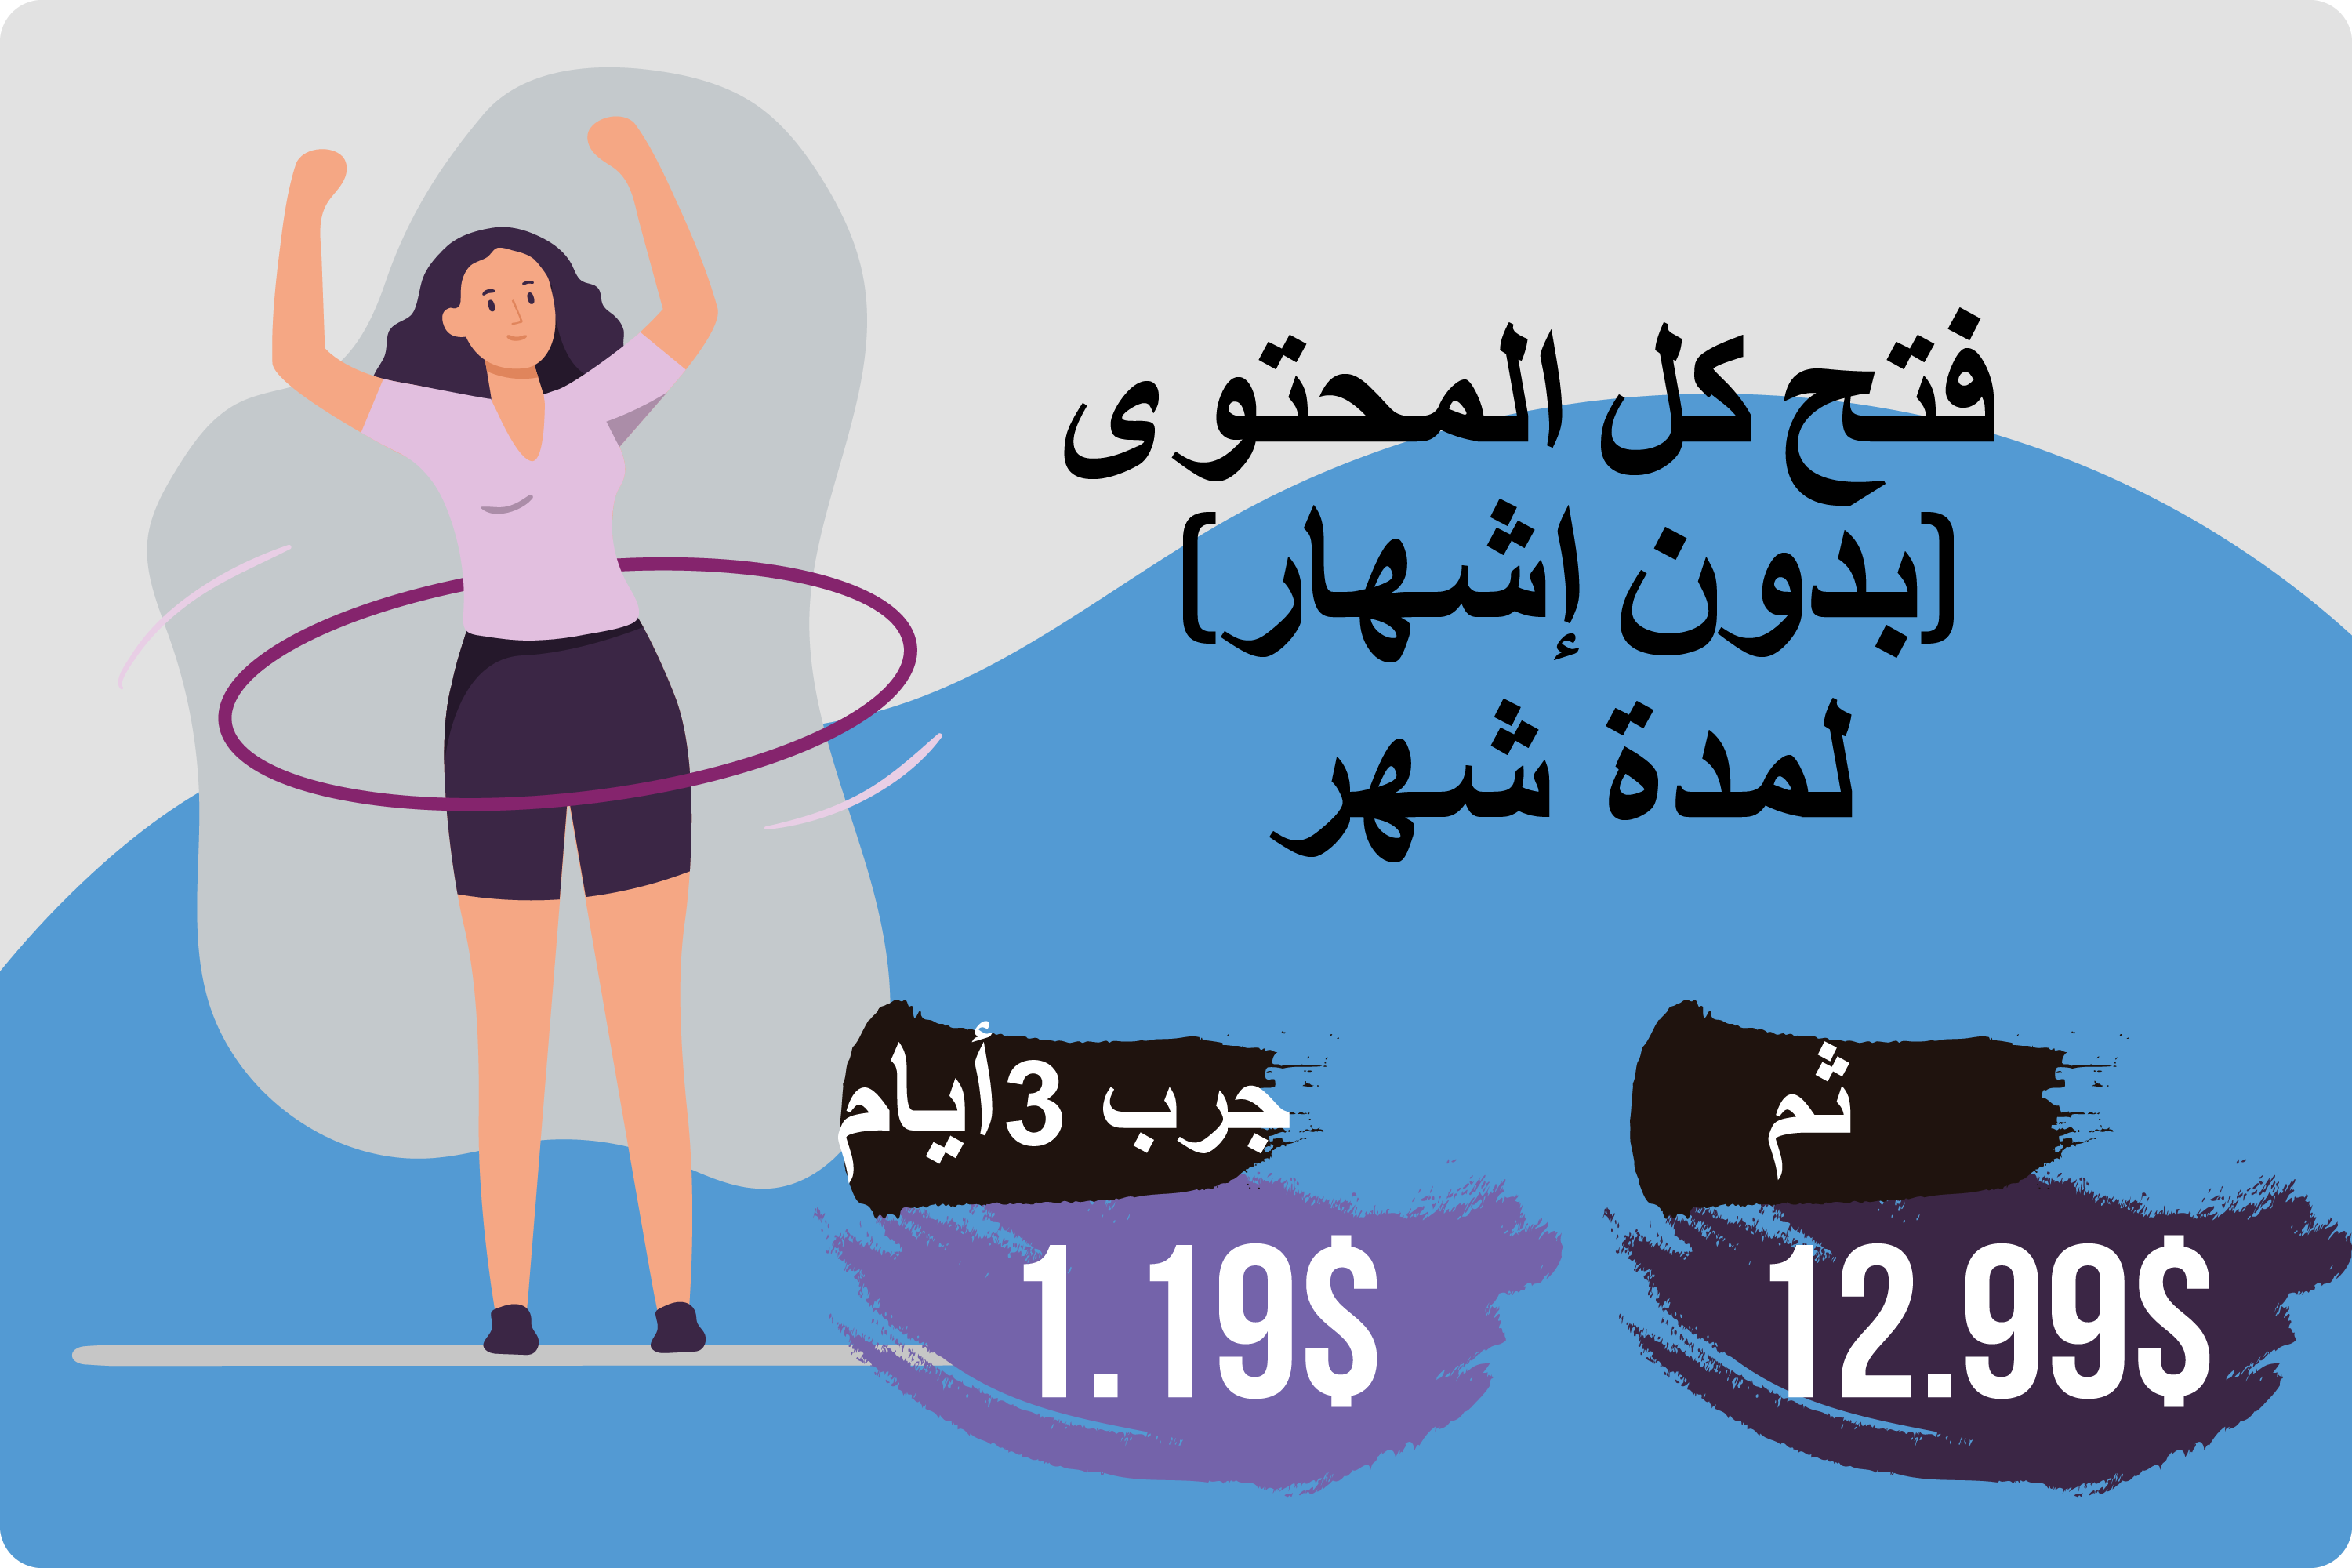 فتح كل المحتوى
(بدون إشهار)
لمدة شهر
جرب 3 أيام
1.19$
ثم
12.99$